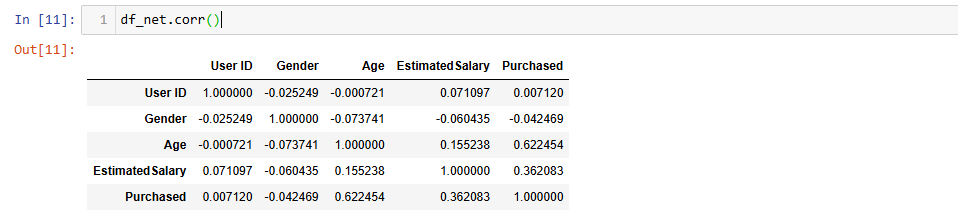 In [11]: 1 df_net.corr()
Out[11]:
User ID Gender Age EstimatedSalary Purchased
User ID 1.000000 -0.025249 -0.000721 0.071097 0.007120
Gender -0.025249 1.000000 -0.073741 -0.060435 -0.042469
Age -0.000721 -0.073741 1.000000 0.155238 0.622454
EstimatedSalary 0.071097 -0.060435 0.155238 1.000000 0.362083
Purchased 0.007120 -0.042469 0.622454 0.362083 1.000000